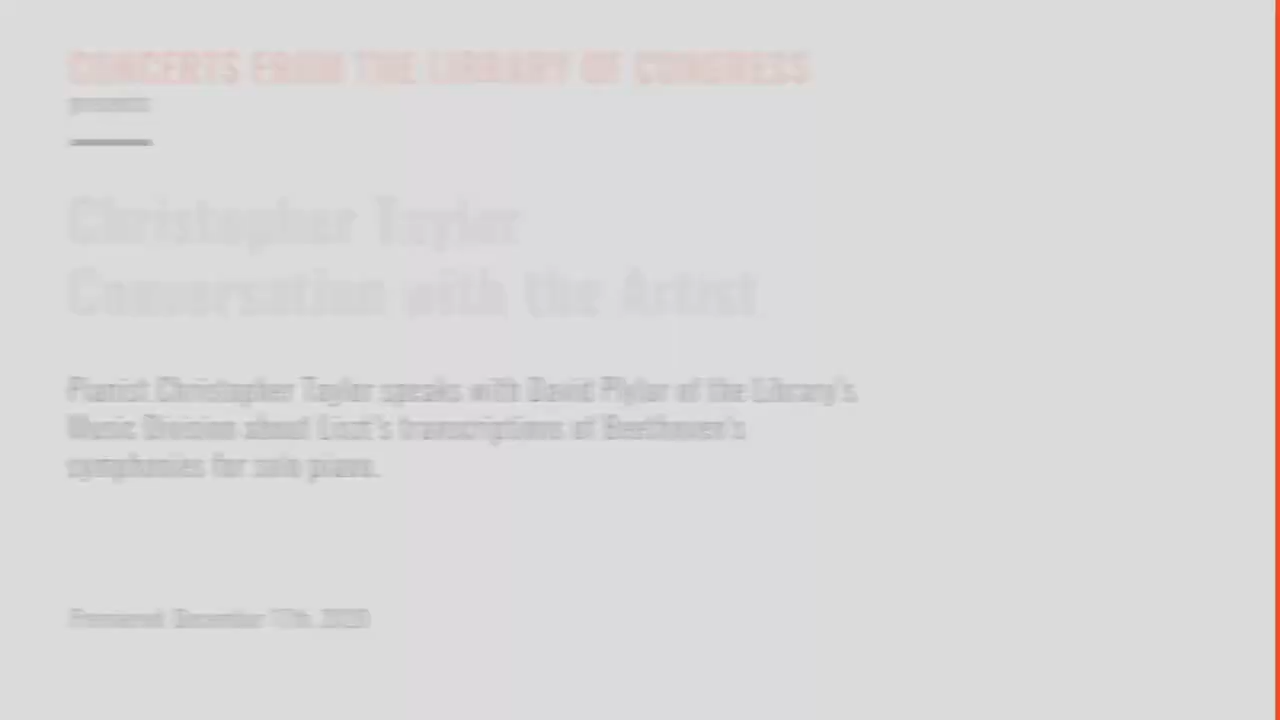 CONCERTS FROM THE LIBRARY OF CONGRESS
presents
Christopher Taylor
Conversation with the Artist
Pianist Christopher Taylor speaks with David Plylar of the Library's
Music Division about Liszt's transcriptions of Beethoven's
symphonies for solo piano.
Premiered: December 17th, 2020